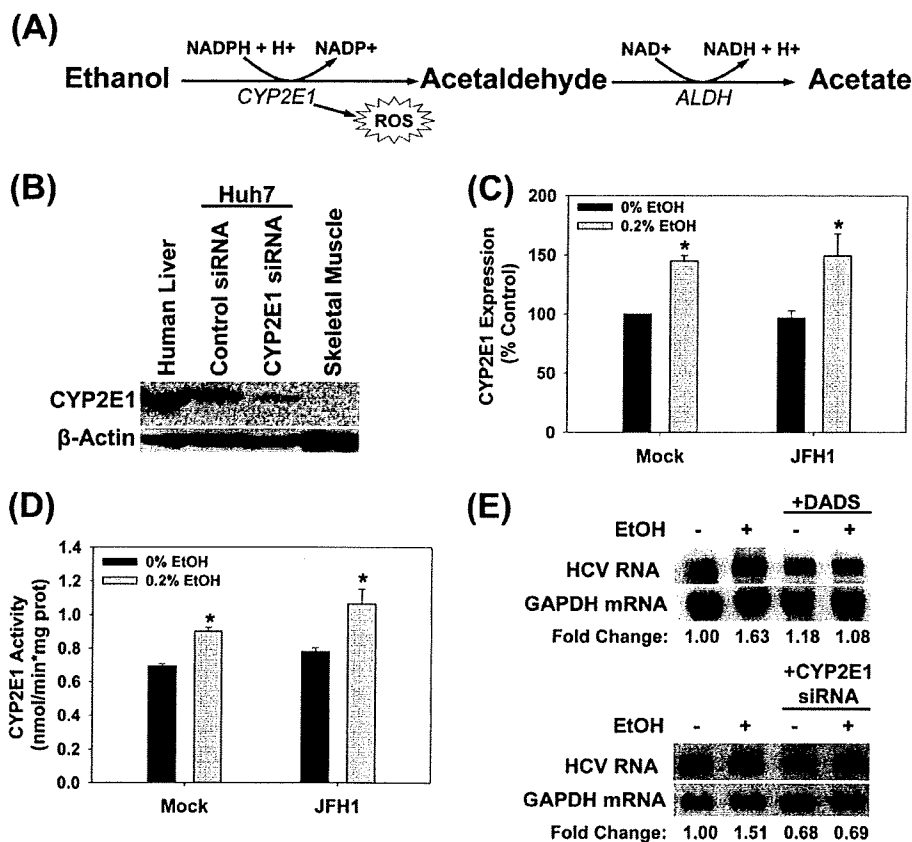 (A)
NADPH + H+ NADP+ NAD+ NADH + H+
Ethanol Acetaldehyde Acetate
CYP2E1 ALDH
ROS
(B)
Huh7
Human Liver
Control siRNA
CYP2E1 siRNA
Skeletal Muscle
CYP2E1
β-Actin
(C)
CYP2E1 Expression
(% Control)
200
150
100
50
0
0% EtOH
0.2% EtOH
* *
Mock JFH1
(D)
CYP2E1 Activity
(nmol/min*mg prot)
1.4
1.2
1.0
0.8
0.6
0.4
0.2
0.0
0% EtOH
0.2% EtOH
* *
Mock JFH1
(E)
+DADS
EtOH - + - +
HCV RNA
GAPDH mRNA
Fold Change: 1.00 1.63 1.18 1.08
+CYP2E1
siRNA
EtOH - + - +
HCV RNA
GAPDH mRNA
Fold Change: 1.00 1.51 0.68 0.69